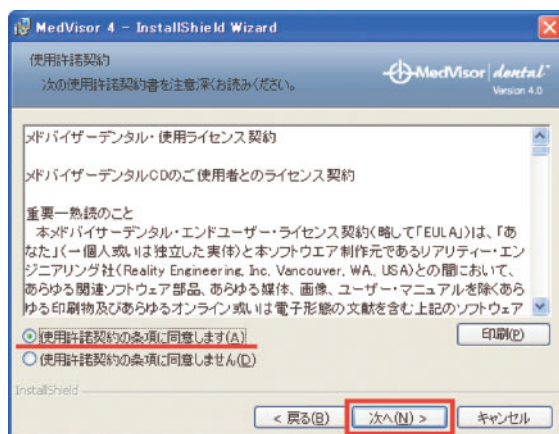 MedVisor 4 - InstallShield Wizard
使用許諾契約
次の使用許諾契約書を注意深くお読みください。
MedVisor dental
Version 4.0
メドバイザーデンタル・使用ライセンス契約
メドバイザーデンタルCDのご使用者とのライセンス契約
重要ー熟読のこと
本メドバイザーデンタル・エンドユーザー・ライセンス契約(略して「EULA」)は、「あ
なた」(一個人或いは独立した実体)と本ソフトウエア制作元であるリアリティー・エン
ジニアリング社(Reality Engineering, Inc, Vancouver, WA, USA)との間において、
あらゆる関連ソフトウェア部品、あらゆる媒体、画像、ユーザー・マニュアルを除くあら
ゆる印刷物及びあらゆるオンライン或いは電子形態の文献を含む上記のソフトウェア
使用許諾契約の条項に同意します(A)
印刷(P)
使用許諾契約の条項に同意しません(D)
InstallShield
< 戻る(B)
次へ(N) >
キャンセル